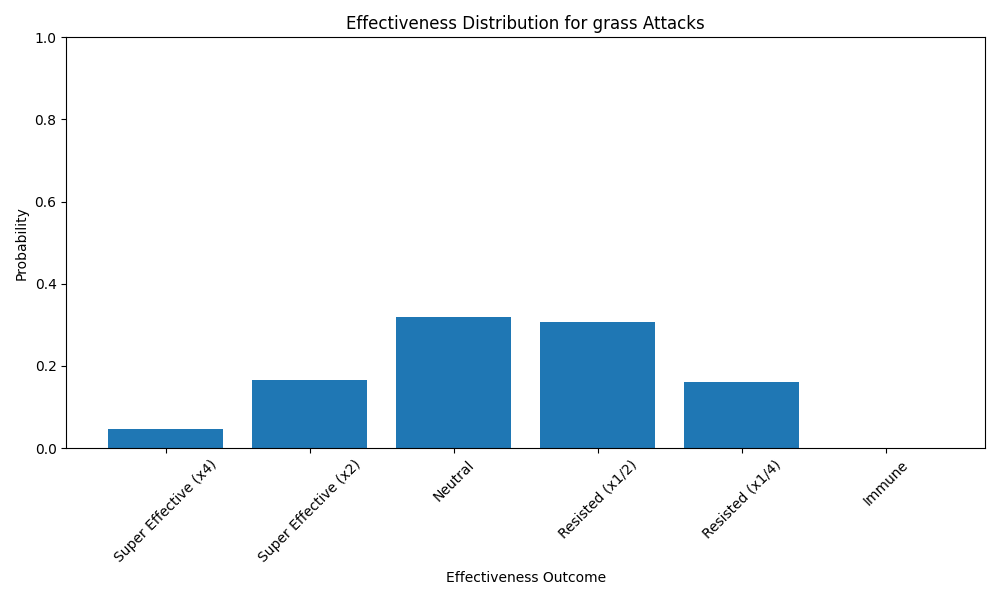 Effectiveness Distribution for grass Attacks
1.0
0.8
0.6
0.4
0.2
0.0
Probability
Super Effective (x4)
Super Effective (x2)
Neutral
Resisted (x1/2)
Resisted (x1/4)
Immune
Effectiveness Outcome